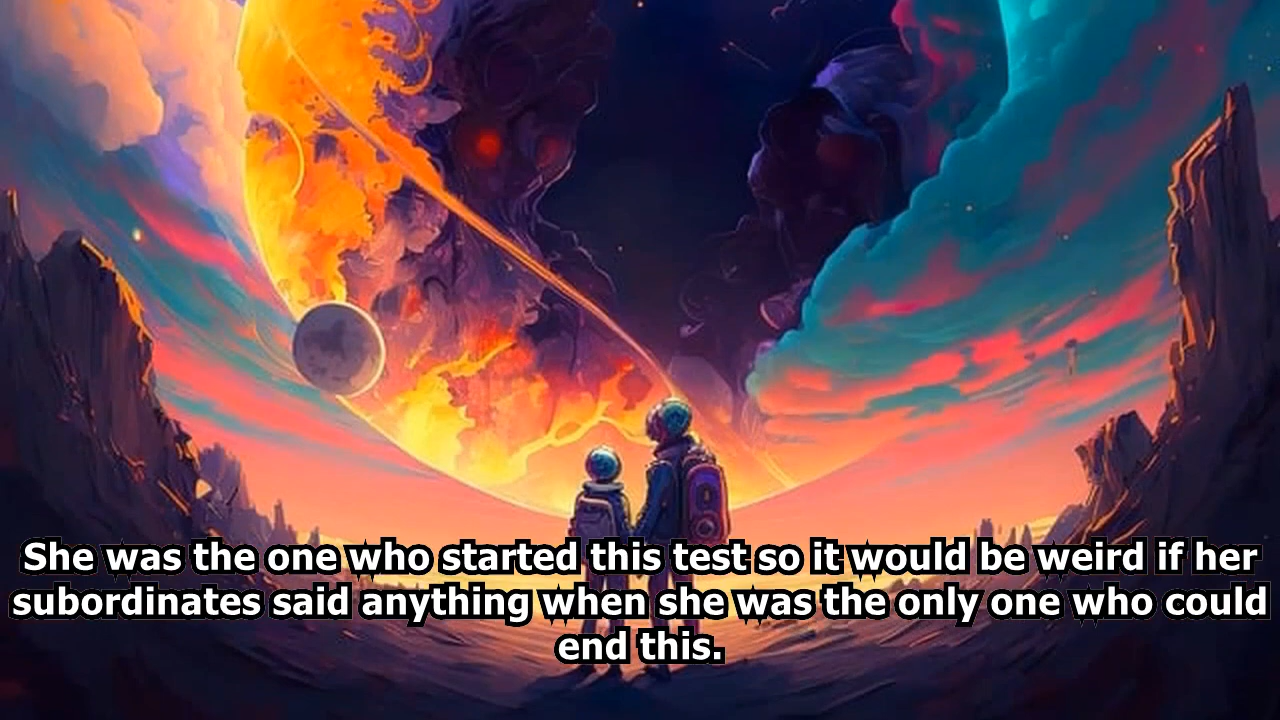 She was the one who started this test so it would be weird if her
subordinates said anything when she was the only one who could
end this.